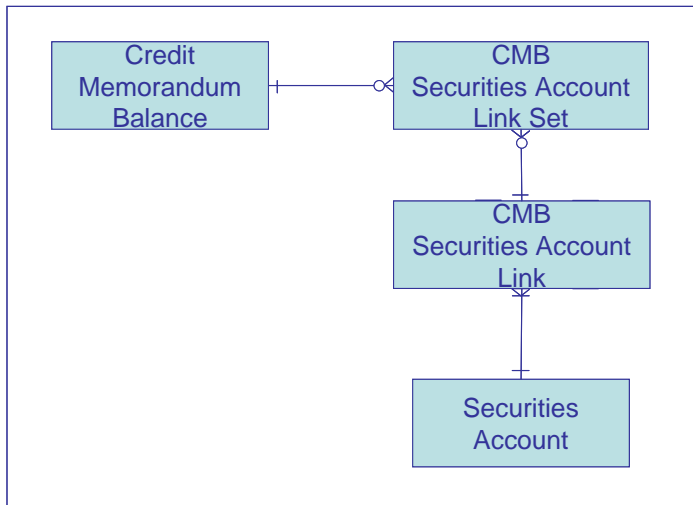 Credit
Memorandum
Balance
CMB
Securities Account
Link Set
CMB
Securities Account
Link
Securities
Account